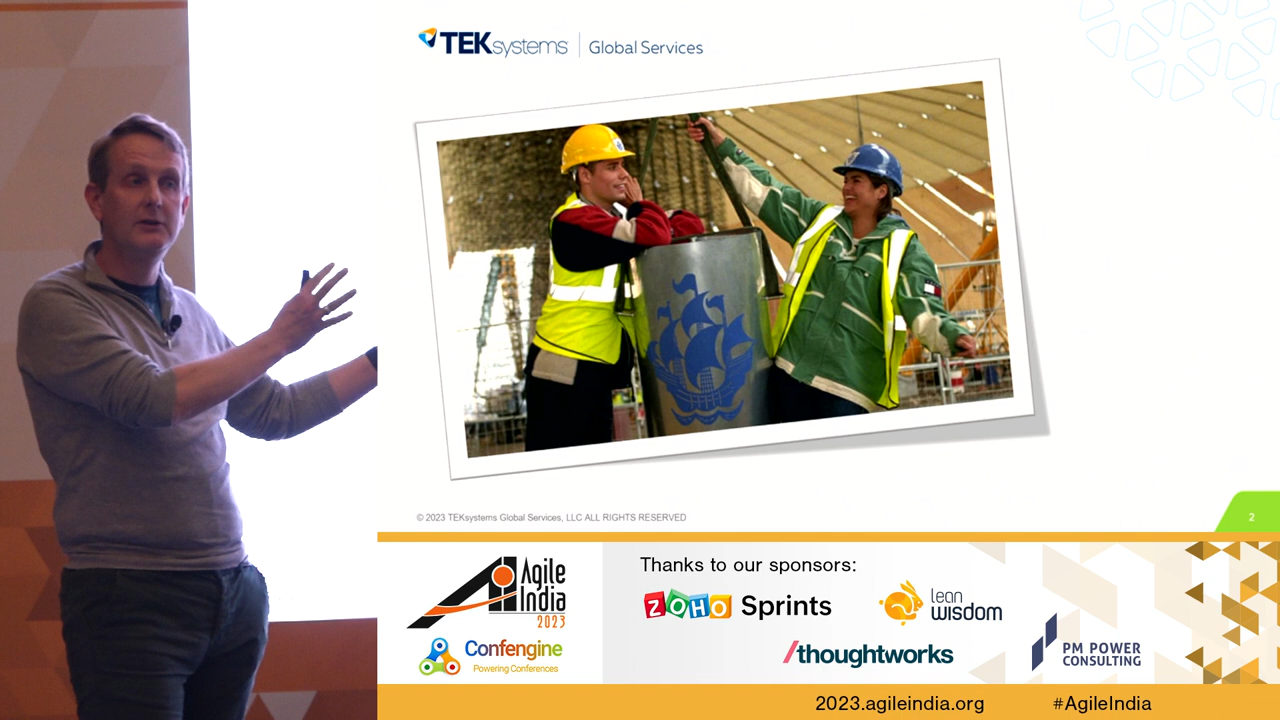 TEKsystems Global Services
© 2023 TEKsystems Global Services, LLC ALL RIGHTS RESERVED
2
Agile
India
2023
Confengine
Powering Conferences
Thanks to our sponsors:
ZOHO Sprints
lean
wisdom
/thoughtworks
PM POWER
CONSULTING
2023.agileindia.org
#AgileIndia